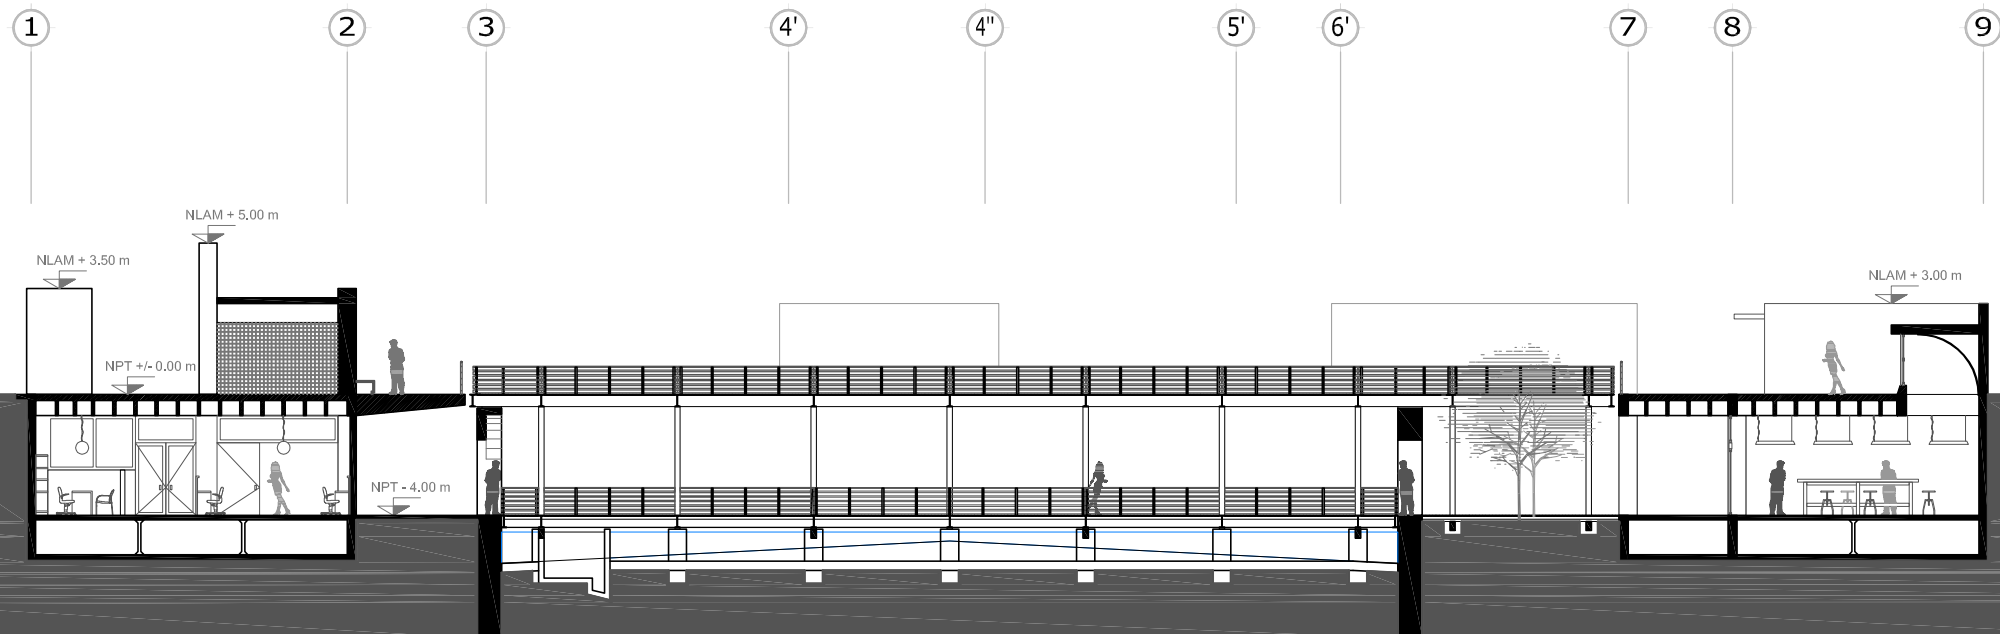 1 2 3 4' 4" 5' 6' 7 8 9
NLAM + 5.00 m
NLAM + 3.50 m
NLAM + 3.00 m
NPT +/- 0.00 m
NPT - 4.00 m